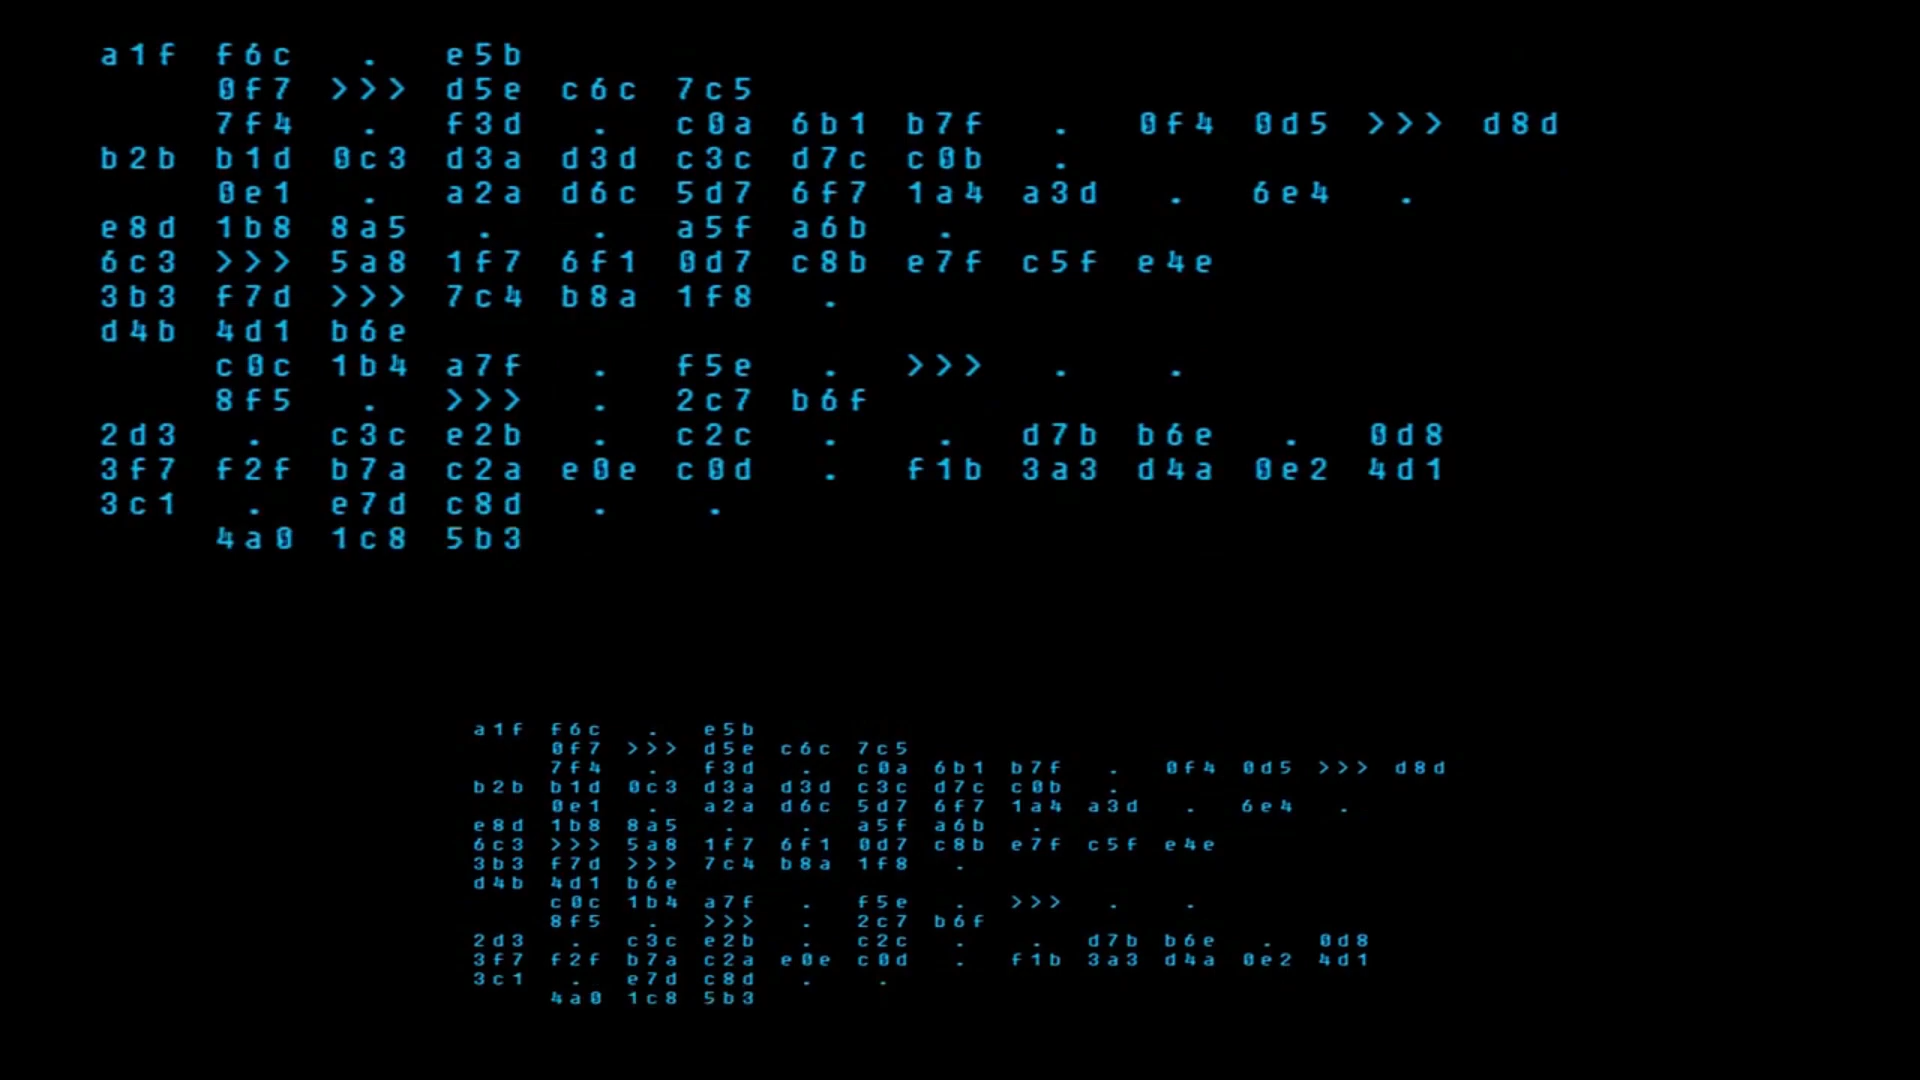 a1f f6c . e5b
0f7 >>> d5e c6c 7c5
7f4 . f3d . c0a 6b1 b7f . 0f4 0d5 >>> d8d
b2b b1d 0c3 d3a d3d c3c d7c c0b .
0e1 . a2a d6c 5d7 6f7 1a4 a3d . 6e4 .
e8d 1b8 8a5 . . a5f a6b .
6c3 >>> 5a8 1f7 6f1 0d7 c8b e7f c5f e4e
3b3 f7d >>> 7c4 b8a 1f8 .
d4b 4d1 b6e
c0c 1b4 a7f . f5e . >>> . .
8f5 . >>> . 2c7 b6f
2d3 . c3c e2b . c2c . . d7b b6e . 0d8
3f7 f2f b7a c2a e0e c0d . f1b 3a3 d4a 0e2 4d1
3c1 . e7d c8d . .
4a0 1c8 5b3
a1f f6c . e5b
0f7 >>> d5e c6c 7c5
7f4 . f3d . c0a 6b1 b7f . 0f4 0d5 >>> d8d
b2b b1d 0c3 d3a d3d c3c d7c c0b .
0e1 . a2a d6c 5d7 6f7 1a4 a3d . 6e4 .
e8d 1b8 8a5 . . a5f a6b .
6c3 >>> 5a8 1f7 6f1 0d7 c8b e7f c5f e4e
3b3 f7d >>> 7c4 b8a 1f8 .
d4b 4d1 b6e
c0c 1b4 a7f . f5e . >>> . .
8f5 . >>> . 2c7 b6f
2d3 . c3c e2b . c2c . . d7b b6e . 0d8
3f7 f2f b7a c2a e0e c0d . f1b 3a3 d4a 0e2 4d1
3c1 . e7d c8d . .
4a0 1c8 5b3